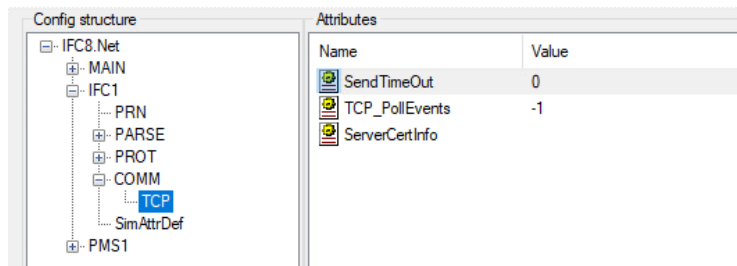 Config structure
IFC8.Net
MAIN
IFC1
PRN
PARSE
PROT
COMM
TCP
SimAttrDef
PMS1
Attributes
Name Value
SendTimeOut 0
TCP_PollEvents -1
ServerCertInfo